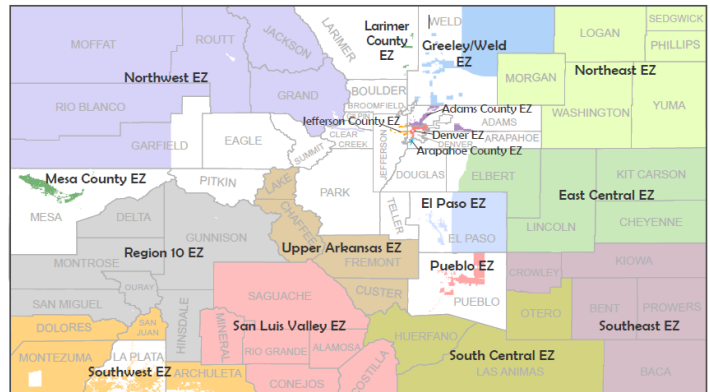 MOFFAT
ROUTT
JACKSON
LARIMER
Larimer
County
EZ
WELD
Greeley/Weld
EZ
LOGAN
SEDGWICK
PHILLIPS
Northwest EZ
RIO BLANCO
GRAND
BOULDER
BROOMFIELD
GILPIN
MORGAN
Northeast EZ
WASHINGTON
YUMA
Jefferson County EZ
Adams County EZ
ADAMS
Denver EZ
DENVER
ARAPAHOE
Arapahoe County EZ
GARFIELD
EAGLE
SUMMIT
CLEAR
CREEK
JEFFERSON
Mesa County EZ
MESA
PITKIN
LAKE
PARK
DOUGLAS
ELBERT
KIT CARSON
East Central EZ
DELTA
GUNNISON
CHAFFEE
TELLER
El Paso EZ
EL PASO
LINCOLN
CHEYENNE
Region 10 EZ
MONTROSE
Upper Arkansas EZ
FREMONT
Pueblo EZ
PUEBLO
CROWLEY
KIOWA
OURAY
SAN MIGUEL
HINSDALE
SAGUACHE
CUSTER
OTERO
BENT
PROWERS
Southeast EZ
DOLORES
SAN
JUAN
MINERAL
San Luis Valley EZ
RIO GRANDE
ALAMOSA
HUERFANO
South Central EZ
LAS ANIMAS
BACA
MONTEZUMA
LA PLATA
Southwest EZ
ARCHULETA
CONEJOS
COSTILLA